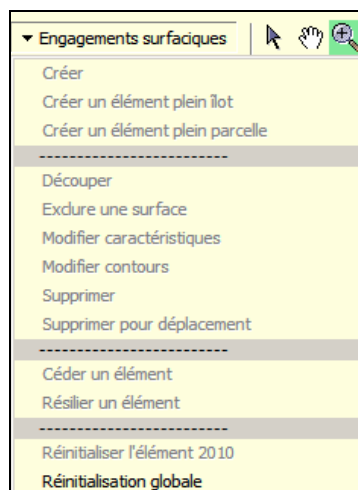 Engagements surfaciques
Créer
Créer un élément plein îlot
Créer un élément plein parcelle
-------------------------
Découper
Exclure une surface
Modifier caractéristiques
Modifier contours
Supprimer
Supprimer pour déplacement
-------------------------
Céder un élément
Résilier un élément
-------------------------
Réinitialiser l'élément 2010
Réinitialisation globale